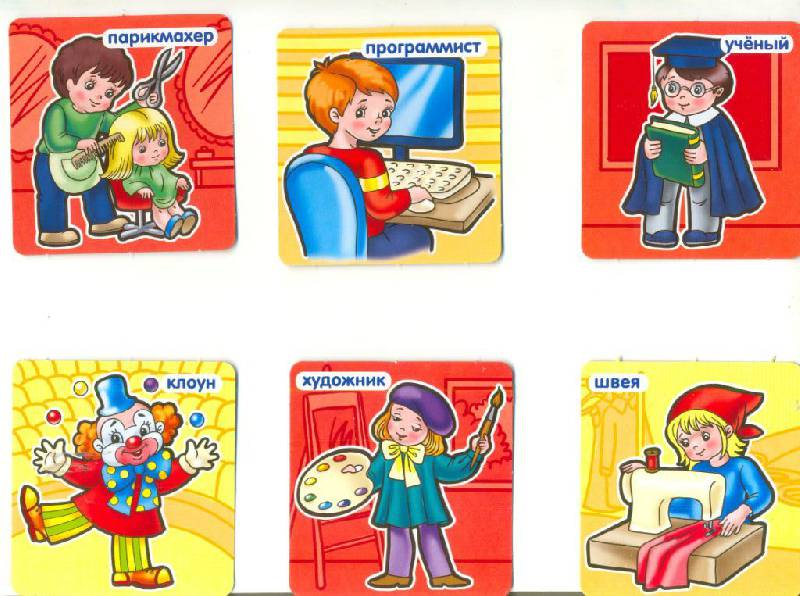 парикмахер
программист
учёный
клоун
художник
швея